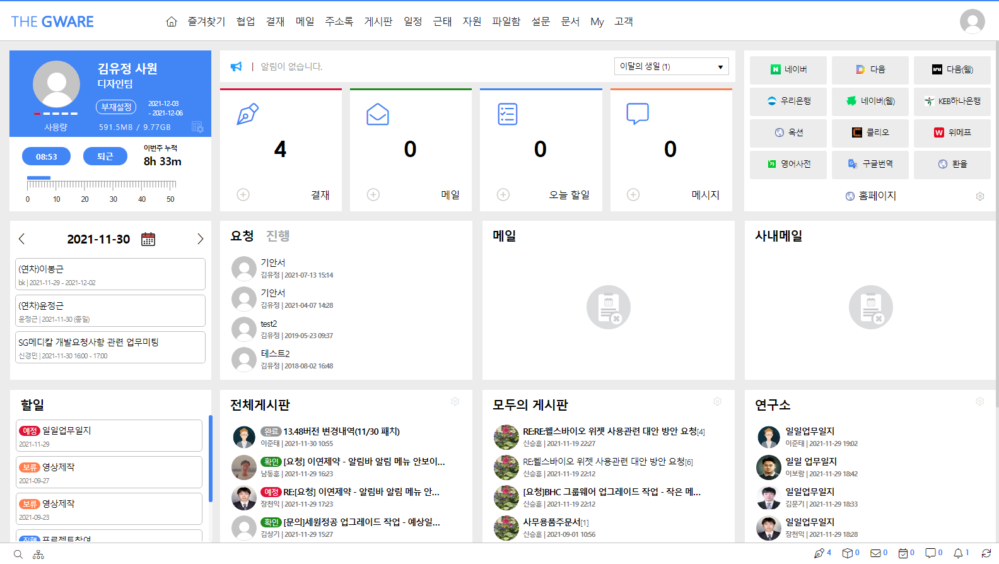 THE GWARE
즐겨찾기 협업 결재 메일 주소록 게시판 일정 근태 자원 파일함 설문 문서 My 고객
김유정 사원
디자인팀
부재설정
2021-12-03
- 2021-12-06
사용량
591.5MB / 9.77GB
08:53
퇴근
이번주 누적
8h 33m
0 10 20 30 40 50
| 알림이 없습니다.
이달의 생일 (1)
4
결재
0
메일
0
오늘 할일
0
메시지
네이버
다음
다음(웹)
우리은행
네이버(웹)
KEB하나은행
옥션
클리오
위메프
영어사전
구글번역
환율
홈페이지
2021-11-30
(연차)이봉근
bk | 2021-11-29 - 2021-12-02
(연차)윤정근
윤정근 | 2021-11-30 (종일)
SG메디칼 개발요청사항 관련 업무미팅
신경민 | 2021-11-30 16:00 - 17:00
요청 진행
기안서
김유정 | 2021-07-13 15:14
기안서
김유정 | 2021-04-07 14:28
test2
김유정 | 2019-05-23 09:37
테스트2
김유정 | 2018-08-02 16:48
메일
사내메일
할일
예정 일일업무일지
2021-11-29
보류 영상제작
2021-09-27
보류 영상제작
2021-09-23
진행 프로젝트참여
전체게시판
완료 13.48버전 변경내역(11/30 패치)
이준태 | 2021-11-30 10:55
확인 [요청] 이연제약 - 알림바 알림 메뉴 안보이...
남동훈 | 2021-11-29 16:23
예정 RE:[요청] 이연제약 - 알림바 알림 메뉴 안...
장천익 | 2021-11-29 17:23
확인 [문의]세원정공 업그레이드 작업 - 예상일...
김상기 | 2021-11-29 15:27
모두의 게시판
RE:RE:웰스바이오 위젯 사용관련 대안 방안 요청[4]
신승훈 | 2021-11-19 22:27
RE:웰스바이오 위젯 사용관련 대안 방안 요청[6]
신승훈 | 2021-11-19 22:12
[요청]BHC 그룹웨어 업그레이드 작업 - 작은 메...
신승훈 | 2021-11-19 22:12
사무용품주문서[1]
신승훈 | 2021-09-01 10:56
연구소
일일업무일지
이준태 | 2021-11-29 19:02
일일 업무일지
이보람 | 2021-11-29 18:42
일일업무일지
김문기 | 2021-11-29 18:33
일일업무일지
장천익 | 2021-11-29 18:28
4 0 0 0 0 1